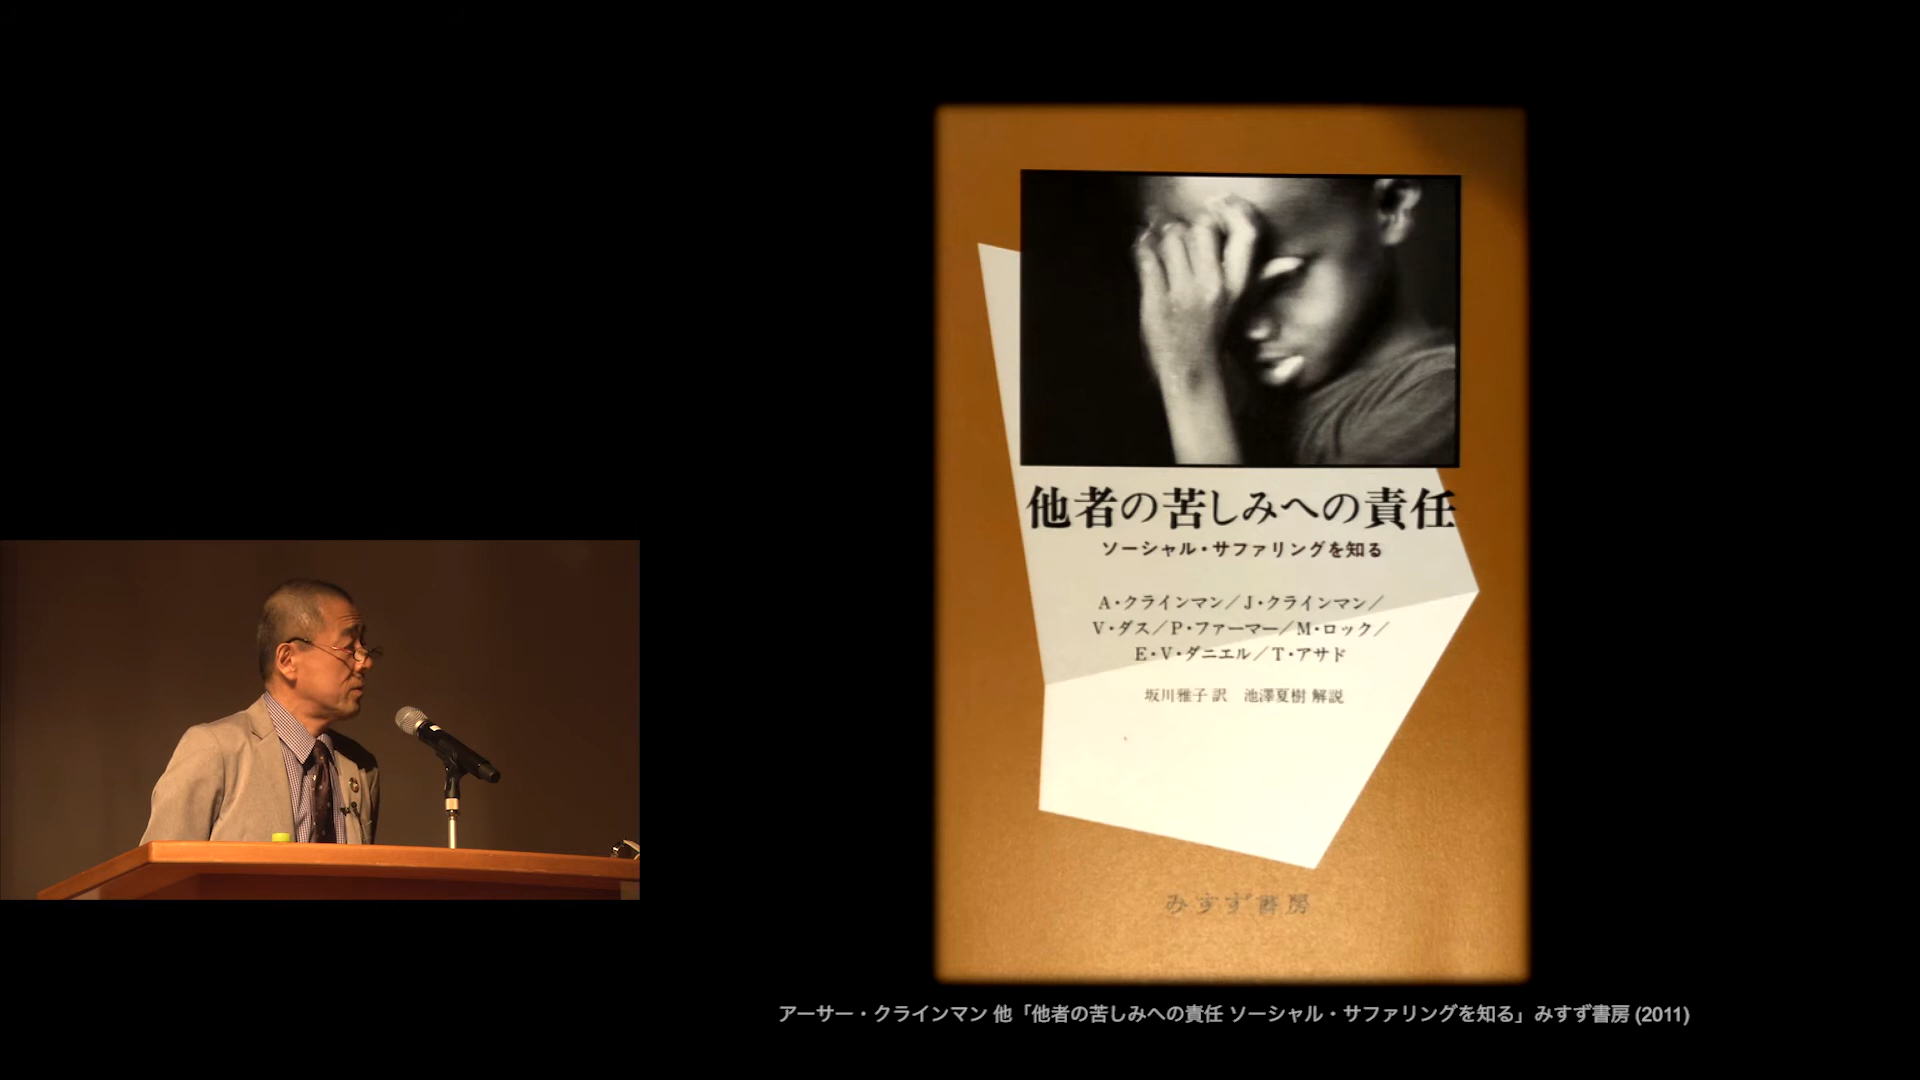 他者の苦しみへの責任
ソーシャル・サファリングを知る
A・クラインマン／J・クラインマン／
V・ダス／P・ファーマー／M・ロック／
E・V・ダニエル／T・アサド
坂川雅子 訳　池澤夏樹 解説
みすず書房
アーサー・クラインマン 他「他者の苦しみへの責任 ソーシャル・サファリングを知る」みすず書房 (2011)